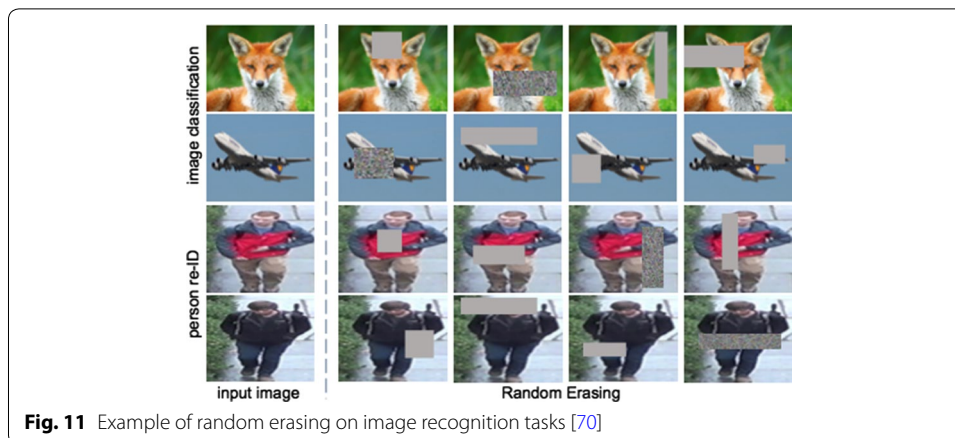 image classification
person re-ID
input image
Random Erasing
Fig. 11 Example of random erasing on image recognition tasks [70]